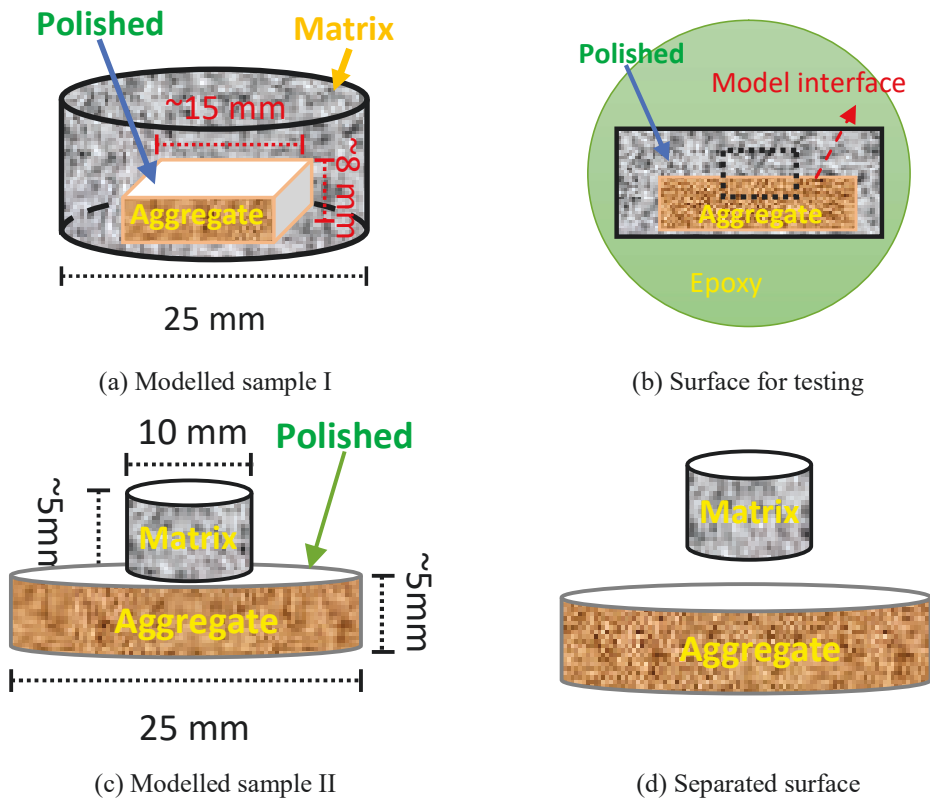 Polished
Matrix
~15 mm
~8 mm
Aggregate
25 mm
(a) Modelled sample I
Polished
Model interface
Aggregate
Epoxy
(b) Surface for testing
10 mm
Polished
~5mm
Matrix
Aggregate
~5mm
25 mm
(c) Modelled sample II
Matrix
Aggregate
(d) Separated surface